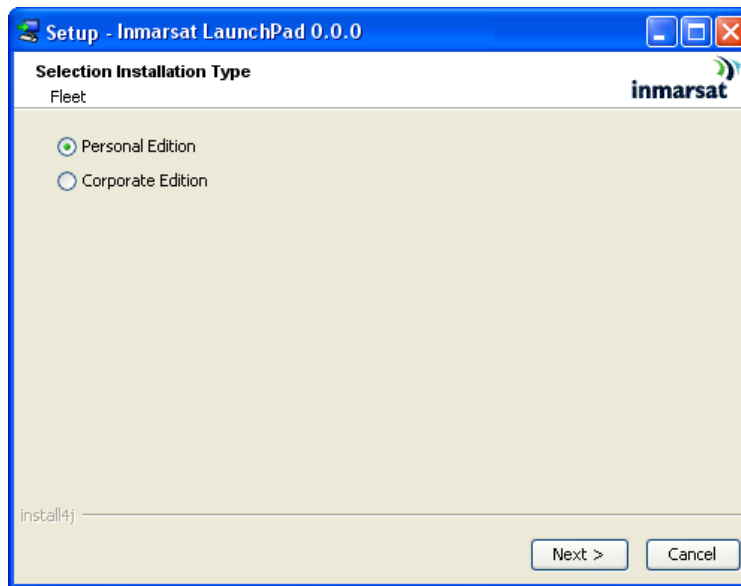 Setup - Inmarsat LaunchPad 0.0.0
Selection Installation Type
Fleet
inmarsat
Personal Edition
Corporate Edition
install4j
Next >
Cancel